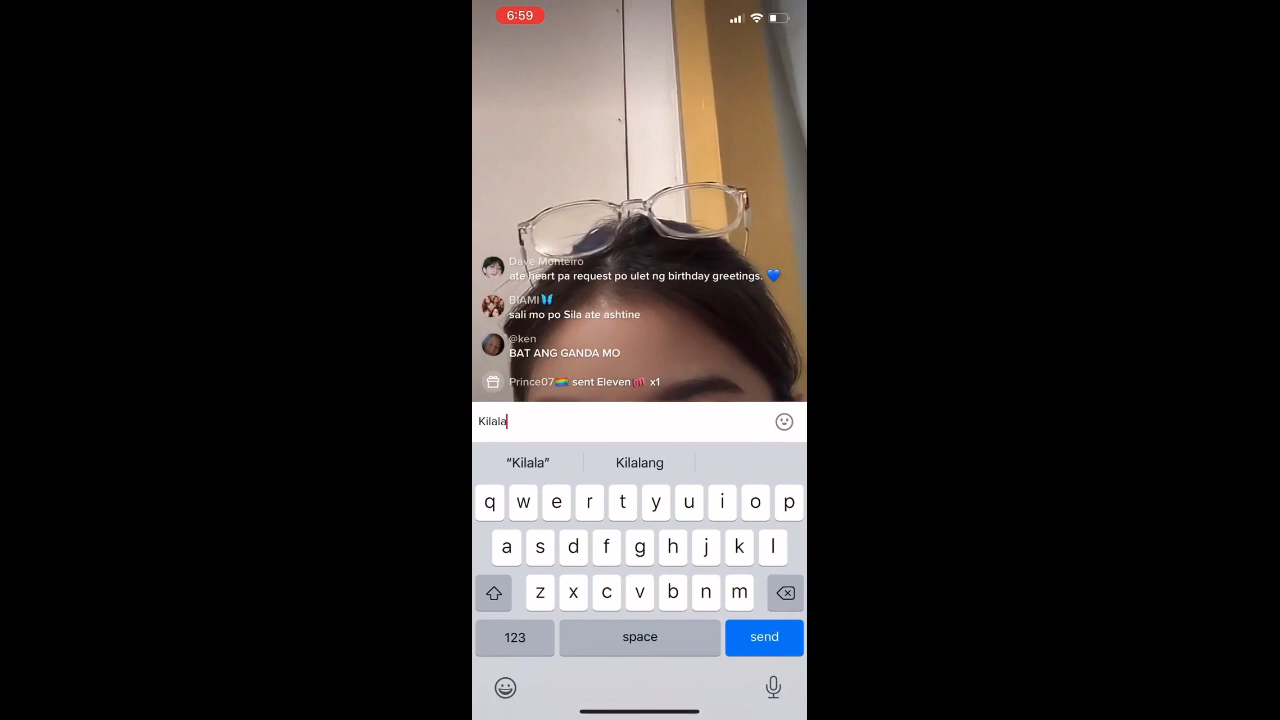 6:59
Dave Monteiro
ate heart pa request po ulet ng birthday greetings. 💙
BIAMI🦋
sali mo po Sila ate ashtine
@ken
BAT ANG GANDA MO
Prince07🏳️‍🌈 sent Eleven👊 x1
Kilala
“Kilala” Kilalang
q w e r t y u i o p
a s d f g h j k l
z x c v b n m
123 space send